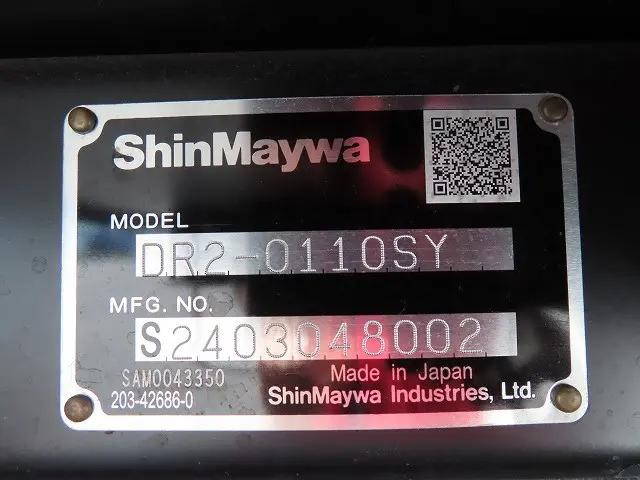 ShinMaywa
MODEL
DR2-0110SY
MFG. NO.
S2403048002
SAM0043350
203-42686-0
Made in Japan
ShinMaywa Industries, Ltd.